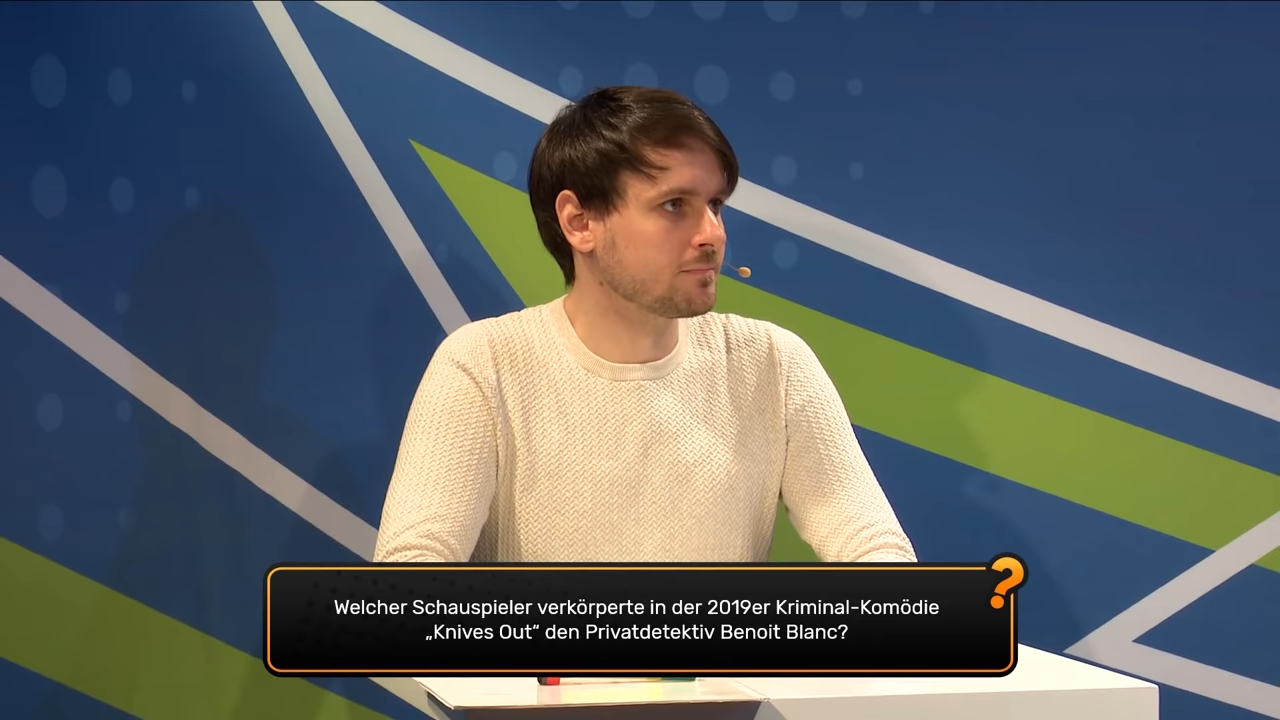 Welcher Schauspieler verkörperte in der 2019er Kriminal-Komödie
„Knives Out“ den Privatdetektiv Benoit Blanc?
?